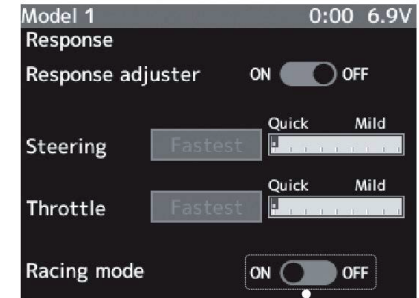 Model 1 0:00 6.9V
Response
Response adjuster ON OFF
Quick Mild
Steering Fastest
Quick Mild
Throttle Fastest
Racing mode ON OFF